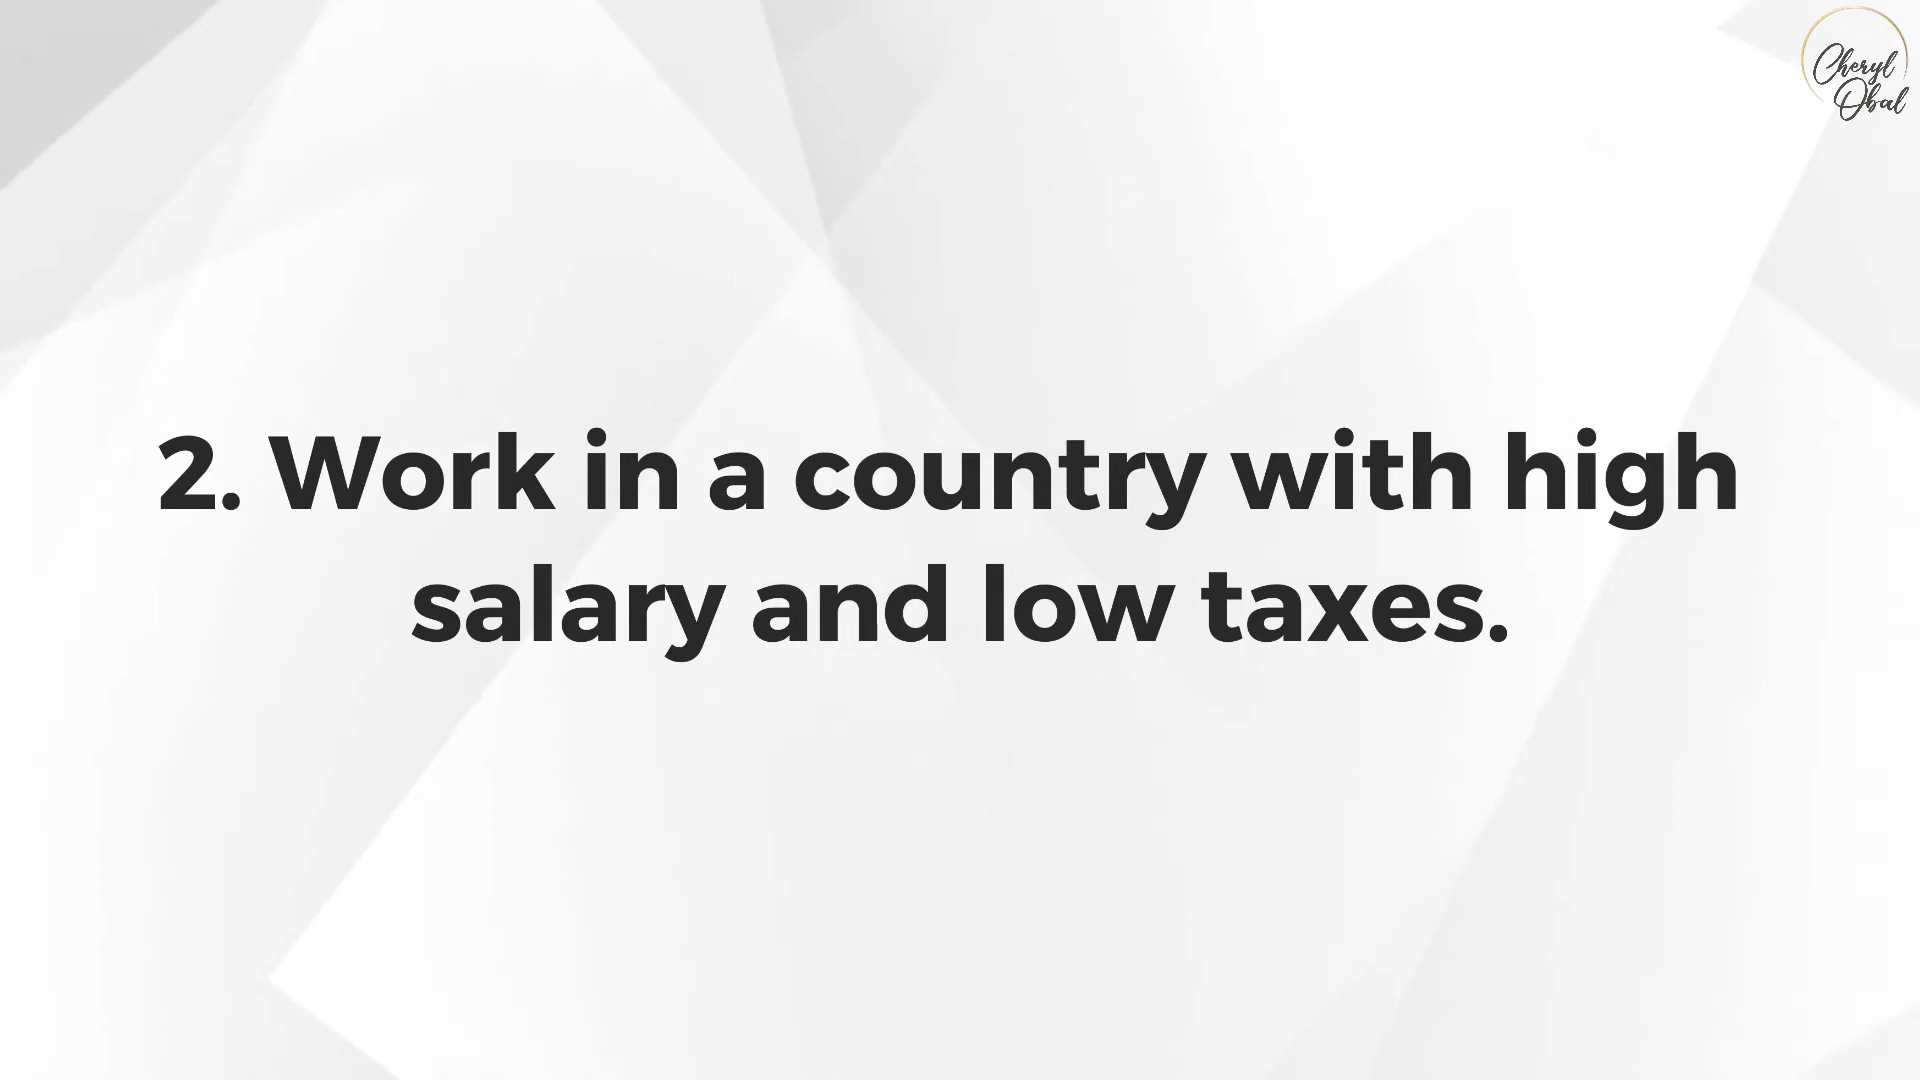 Cheryl
Obal
2. Work in a country with high
salary and low taxes.